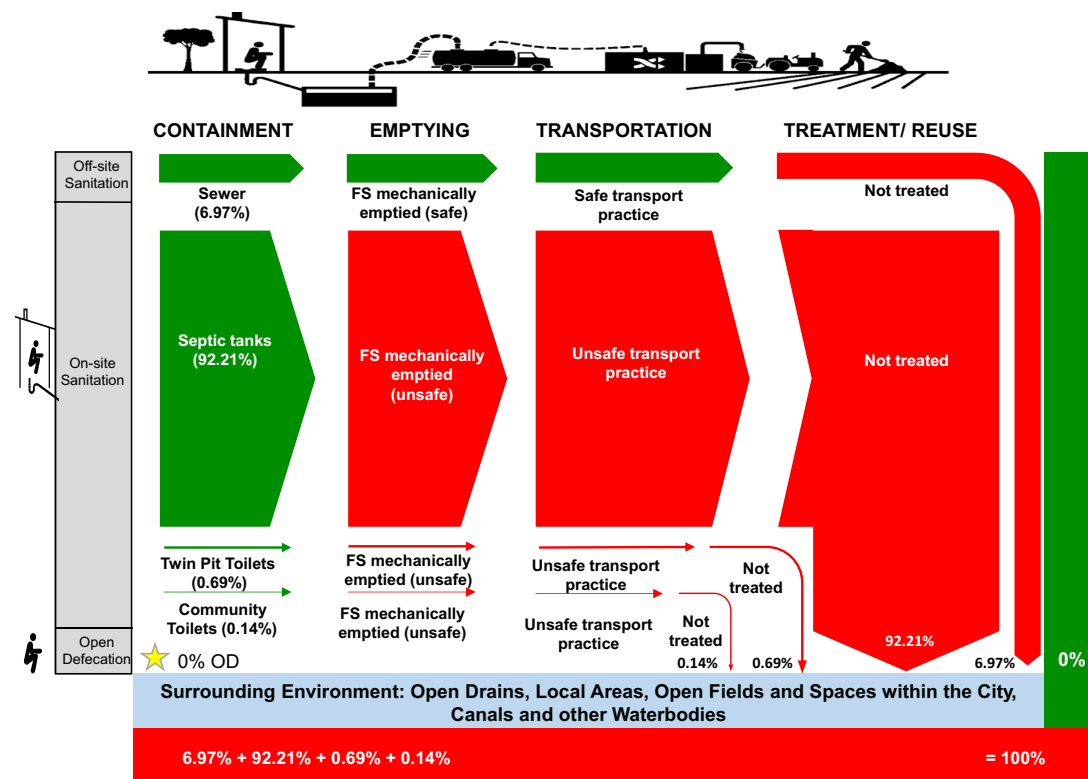 CONTAINMENT
EMPTYING
TRANSPORTATION
TREATMENT/ REUSE
Off-site
Sanitation
Sewer
(6.97%)
FS mechanically
emptied (safe)
Safe transport
practice
Not treated
On-site
Sanitation
Septic tanks
(92.21%)
FS mechanically
emptied
(unsafe)
Unsafe transport
practice
Not treated
Twin Pit Toilets
(0.69%)
FS mechanically
emptied (unsafe)
Unsafe transport
practice
Not
treated
Community
Toilets (0.14%)
FS mechanically
emptied (unsafe)
Unsafe transport
practice
Not
treated
Open
Defecation
0% OD
0.14%
0.69%
92.21%
6.97%
0%
Surrounding Environment: Open Drains, Local Areas, Open Fields and Spaces within the City,
Canals and other Waterbodies
6.97% + 92.21% + 0.69% + 0.14%
= 100%